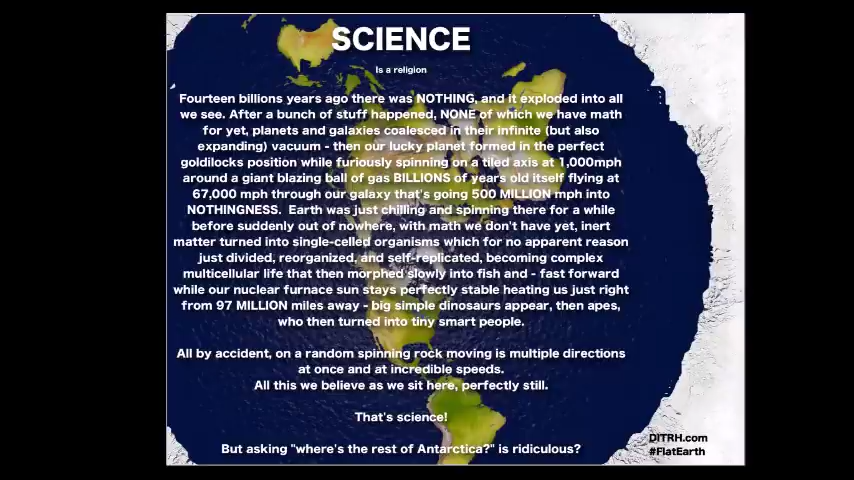 SCIENCE
Is a religion
Fourteen billions years ago there was NOTHING, and it exploded into all
we see. After a bunch of stuff happened, NONE of which we have math
for yet, planets and galaxies coalesced in their infinite (but also
expanding) vacuum - then our lucky planet formed in the perfect
goldilocks position while furiously spinning on a tiled axis at 1,000mph
around a giant blazing ball of gas BILLIONS of years old itself flying at
67,000 mph through our galaxy that's going 500 MILLION mph into
NOTHINGNESS. Earth was just chilling and spinning there for a while
before suddenly out of nowhere, with math we don't have yet, inert
matter turned into single-celled organisms which for no apparent reason
just divided, reorganized, and self-replicated, becoming complex
multicellular life that then morphed slowly into fish and - fast forward
while our nuclear furnace sun stays perfectly stable heating us just right
from 97 MILLION miles away - big simple dinosaurs appear, then apes,
who then turned into tiny smart people.
All by accident, on a random spinning rock moving is multiple directions
at once and at incredible speeds.
All this we believe as we sit here, perfectly still.
That's science!
But asking "where's the rest of Antarctica?" is ridiculous?
DITRH.com
#FlatEarth